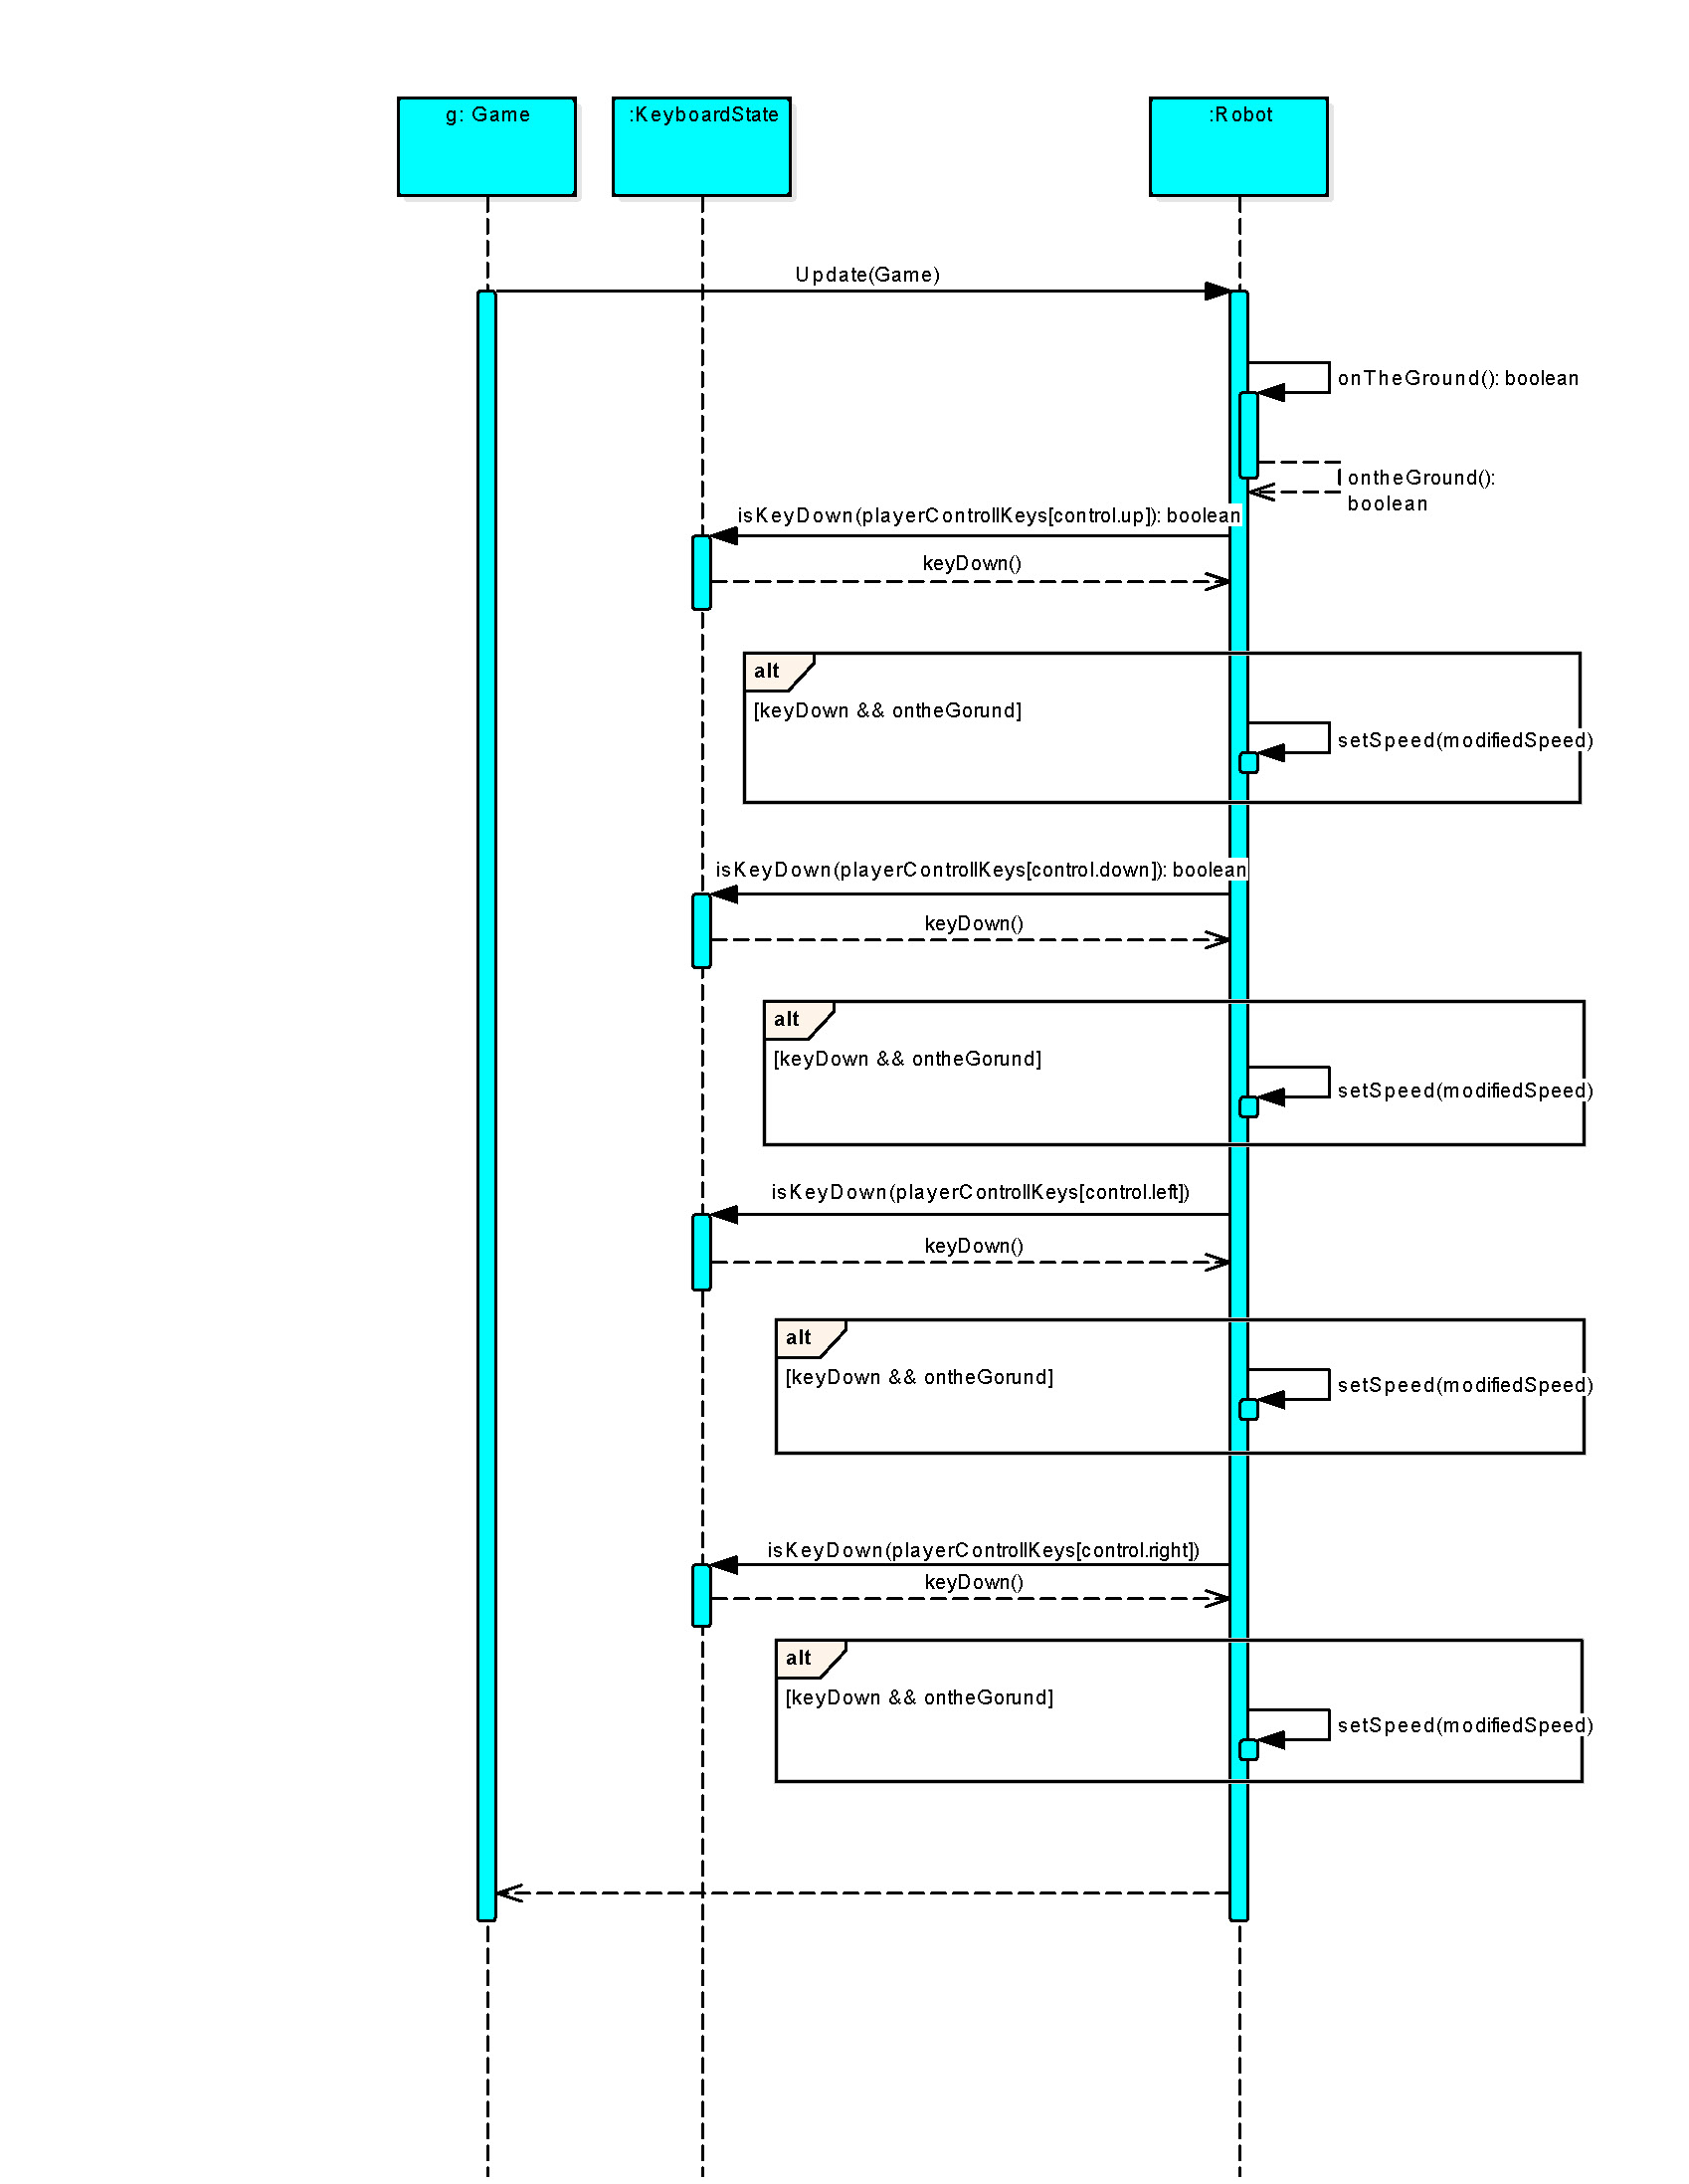 g: Game
:KeyboardState
:Robot
Update(Game)
onTheGround(): boolean
ontheGround():
boolean
isKeyDown(playerControllKeys[control.up]): boolean
keyDown()
alt
[keyDown && ontheGorund]
setSpeed(modifiedSpeed)
isKeyDown(playerControllKeys[control.down]): boolean
keyDown()
alt
[keyDown && ontheGorund]
setSpeed(modifiedSpeed)
isKeyDown(playerControllKeys[control.left])
keyDown()
alt
[keyDown && ontheGorund]
setSpeed(modifiedSpeed)
isKeyDown(playerControllKeys[control.right])
keyDown()
alt
[keyDown && ontheGorund]
setSpeed(modifiedSpeed)